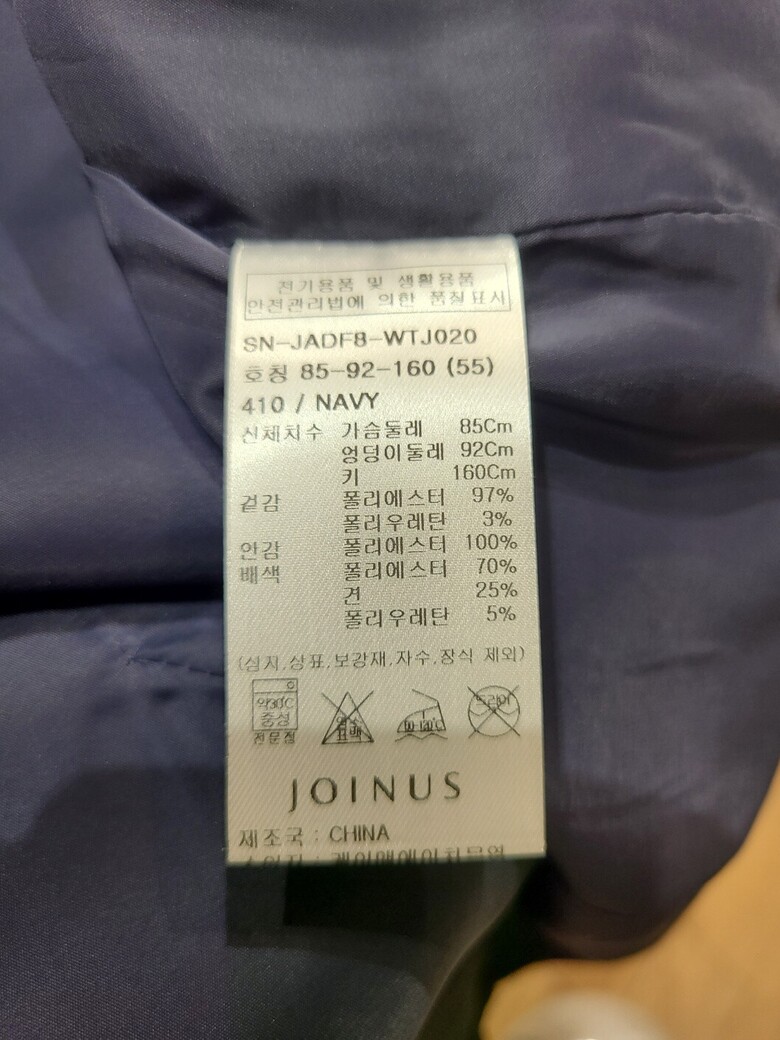 전기용품 및 생활용품
안전관리법에 의한 품질표시
SN-JADF8-WTJ020
호칭 85-92-160 (55)
410 / NAVY
신체치수 가슴둘레 85Cm
엉덩이둘레 92Cm
키 160Cm
겉감 폴리에스터 97%
폴리우레탄 3%
안감 폴리에스터 100%
배색 폴리에스터 70%
견 25%
폴리우레탄 5%
(심지,상표,보강재,자수,장식 제외)
약30℃
중성
전문점
표백
드라이
JOINUS
제조국 : CHINA